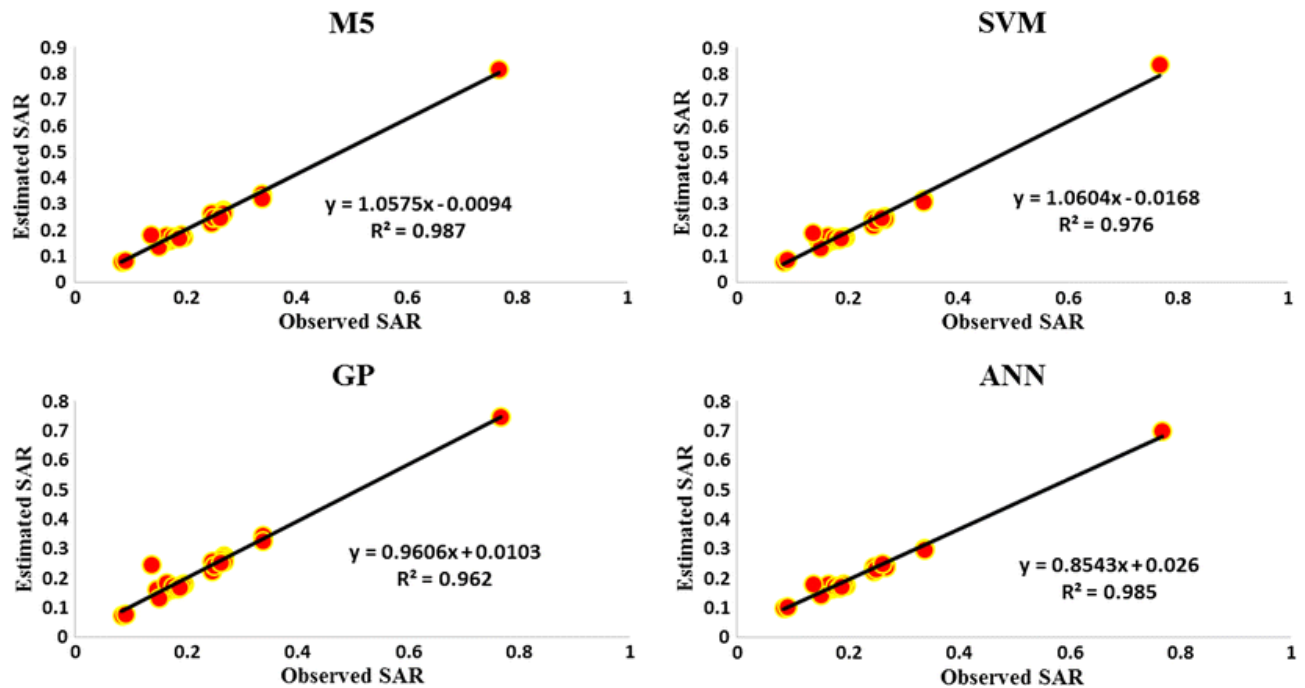 M5
0.9
0.8
0.7
0.6
0.5
0.4
0.3
0.2
0.1
0
Estimated SAR
y = 1.0575x - 0.0094
R² = 0.987
0 0.2 0.4 0.6 0.8 1
Observed SAR
SVM
0.9
0.8
0.7
0.6
0.5
0.4
0.3
0.2
0.1
0
Estimated SAR
y = 1.0604x - 0.0168
R² = 0.976
0 0.2 0.4 0.6 0.8 1
Observed SAR
GP
0.8
0.7
0.6
0.5
0.4
0.3
0.2
0.1
0
Estimated SAR
y = 0.9606x + 0.0103
R² = 0.962
0 0.2 0.4 0.6 0.8 1
Observed SAR
ANN
0.8
0.7
0.6
0.5
0.4
0.3
0.2
0.1
0
Estimated SAR
y = 0.8543x + 0.026
R² = 0.985
0 0.2 0.4 0.6 0.8 1
Observed SAR